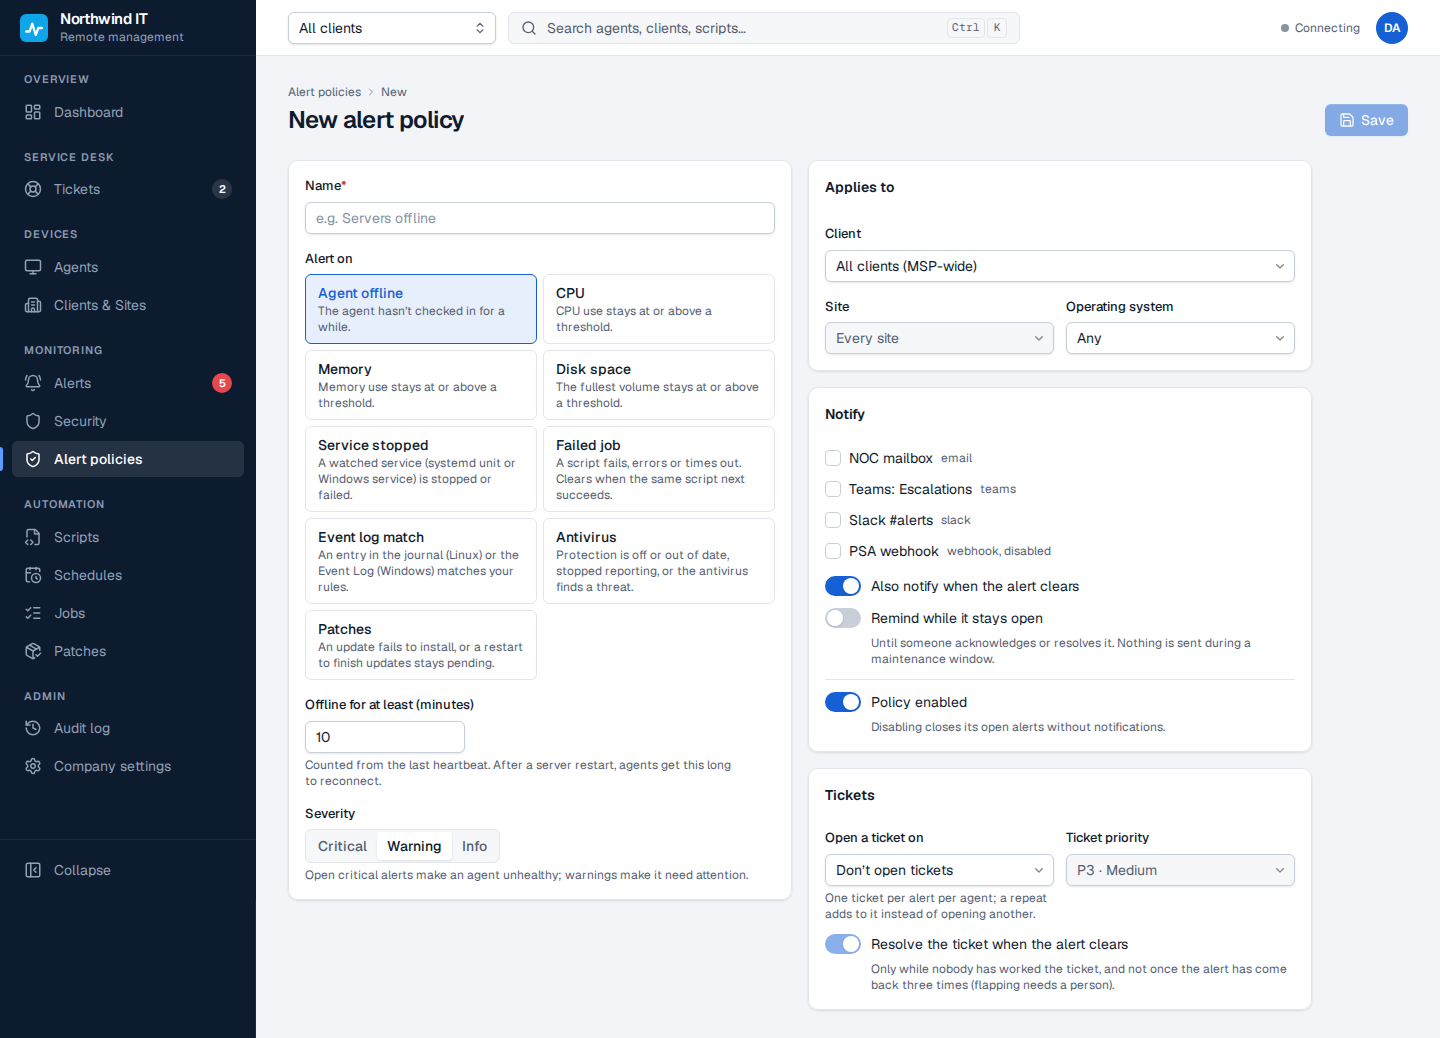 Northwind IT
Remote management
OVERVIEW
Dashboard
SERVICE DESK
Tickets
2
DEVICES
Agents
Clients & Sites
MONITORING
Alerts
5
Security
Alert policies
AUTOMATION
Scripts
Schedules
Jobs
Patches
ADMIN
Audit log
Company settings
Collapse
All clients
Search agents, clients, scripts...
Ctrl K
Connecting
DA
Alert policies > New
New alert policy
Save
Name*
e.g. Servers offline
Alert on
Agent offline
The agent hasn't checked in for a
while.
CPU
CPU use stays at or above a
threshold.
Memory
Memory use stays at or above a
threshold.
Disk space
The fullest volume stays at or above
a threshold.
Service stopped
A watched service (systemd unit or
Windows service) is stopped or
failed.
Failed job
A script fails, errors or times out.
Clears when the same script next
succeeds.
Event log match
An entry in the journal (Linux) or the
Event Log (Windows) matches your
rules.
Antivirus
Protection is off or out of date,
stopped reporting, or the antivirus
finds a threat.
Patches
An update fails to install, or a restart
to finish updates stays pending.
Offline for at least (minutes)
10
Counted from the last heartbeat. After a server restart, agents get this long
to reconnect.
Severity
Critical Warning Info
Open critical alerts make an agent unhealthy; warnings make it need attention.
Applies to
Client
All clients (MSP-wide)
Site
Every site
Operating system
Any
Notify
NOC mailbox email
Teams: Escalations teams
Slack #alerts slack
PSA webhook webhook, disabled
Also notify when the alert clears
Remind while it stays open
Until someone acknowledges or resolves it. Nothing is sent during a
maintenance window.
Policy enabled
Disabling closes its open alerts without notifications.
Tickets
Open a ticket on
Don't open tickets
One ticket per alert per agent; a repeat
adds to it instead of opening another.
Ticket priority
P3 · Medium
Resolve the ticket when the alert clears
Only while nobody has worked the ticket, and not once the alert has come
back three times (flapping needs a person).